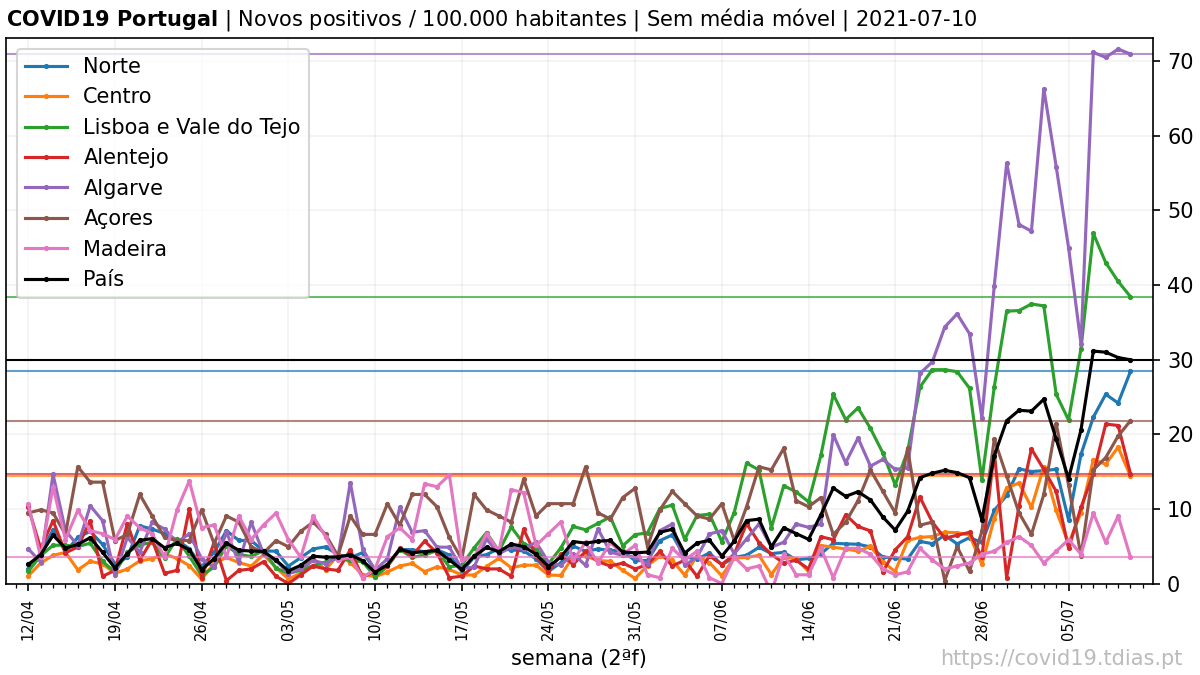 COVID19 Portugal | Novos positivos / 100.000 habitantes | Sem média móvel | 2021-07-10
Norte
Centro
Lisboa e Vale do Tejo
Alentejo
Algarve
Açores
Madeira
País
70
60
50
40
30
20
10
0
12/04
19/04
26/04
03/05
10/05
17/05
24/05
31/05
07/06
14/06
21/06
28/06
05/07
semana (2ªf)
https://covid19.tdias.pt